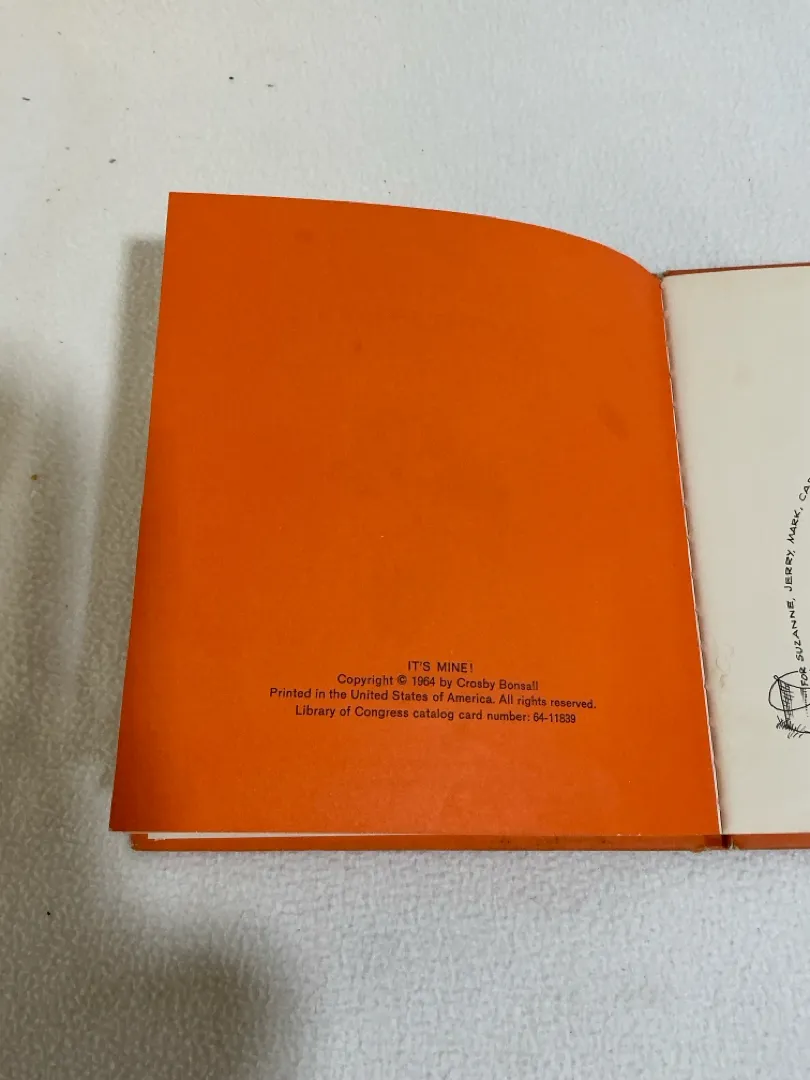 IT'S MINE!
Copyright © 1964 by Crosby Bonsall
Printed in the United States of America. All rights reserved.
Library of Congress catalog card number: 64-11839
FOR SUZANNE, JERRY, MARK,